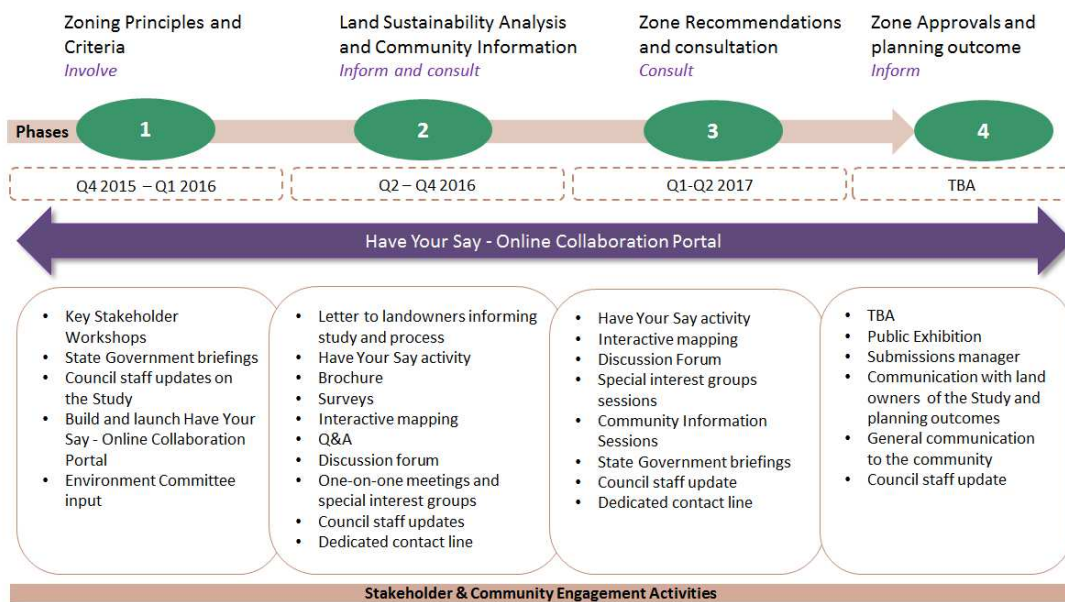 Zoning Principles and
Criteria
Involve
Land Sustainability Analysis
and Community Information
Inform and consult
Zone Recommendations
and consultation
Consult
Zone Approvals and
planning outcome
Inform
Phases
1
2
3
4
Q4 2015 – Q1 2016
Q2 – Q4 2016
Q1-Q2 2017
TBA
Have Your Say - Online Collaboration Portal
• Key Stakeholder
Workshops
• State Government briefings
• Council staff updates on
the Study
• Build and launch Have Your
Say - Online Collaboration
Portal
• Environment Committee
input
• Letter to landowners informing
study and process
• Have Your Say activity
• Brochure
• Surveys
• Interactive mapping
• Q&A
• Discussion forum
• One-on-one meetings and
special interest groups
• Council staff updates
• Dedicated contact line
• Have Your Say activity
• Interactive mapping
• Discussion Forum
• Special interest groups
sessions
• Community Information
Sessions
• State Government briefings
• Council staff update
• Dedicated contact line
• TBA
• Public Exhibition
• Submissions manager
• Communication with land
owners of the Study and
planning outcomes
• General communication
to the community
• Council staff update
Stakeholder & Community Engagement Activities